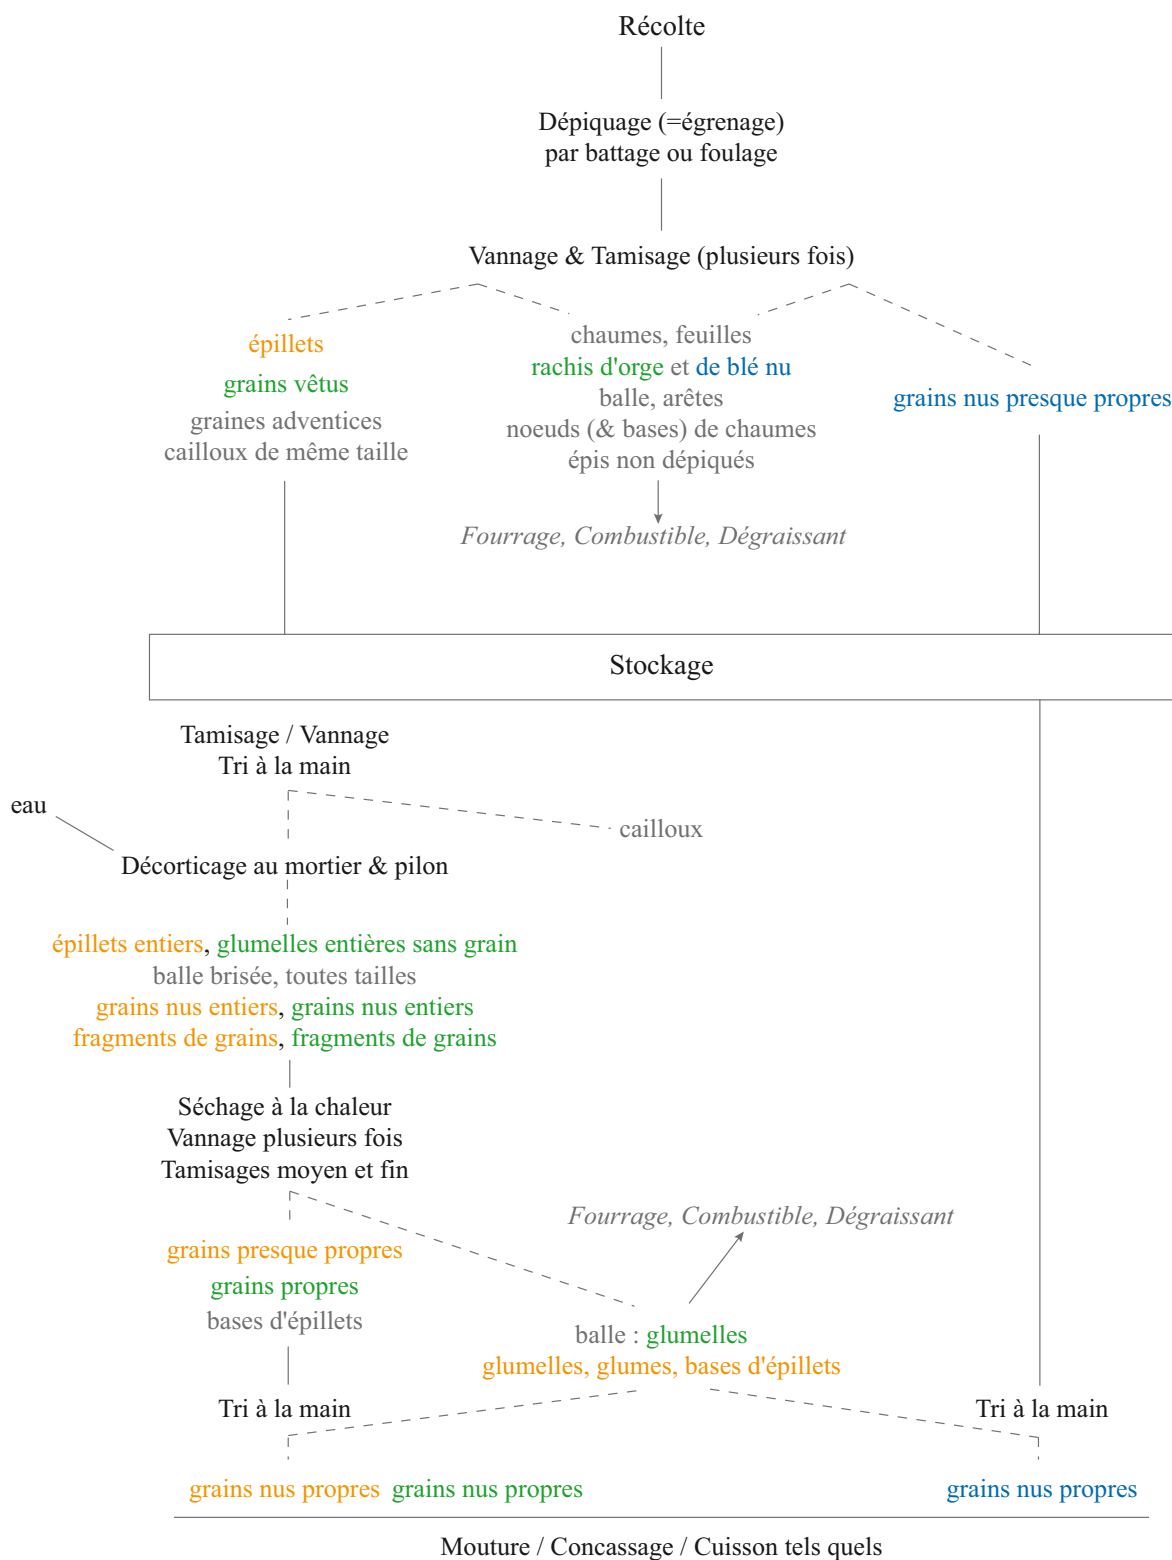 Récolte
Dépiquage (=égrenage)
par battage ou foulage
Vannage & Tamisage (plusieurs fois)
épillets
grains vêtus
graines adventices
cailloux de même taille
chaumes, feuilles
rachis d'orge et de blé nu
balle, arêtes
noeuds (& bases) de chaumes
épis non dépiqués
Fourrage, Combustible, Dégraissant
grains nus presque propres
Stockage
Tamisage / Vannage
Tri à la main
eau
cailloux
Décorticage au mortier & pilon
épillets entiers, glumelles entières sans grain
balle brisée, toutes tailles
grains nus entiers, grains nus entiers
fragments de grains, fragments de grains
Séchage à la chaleur
Vannage plusieurs fois
Tamisages moyen et fin
Fourrage, Combustible, Dégraissant
grains presque propres
grains propres
bases d'épillets
balle : glumelles
glumelles, glumes, bases d'épillets
Tri à la main
Tri à la main
grains nus propres grains nus propres
grains nus propres
Mouture / Concassage / Cuisson tels quels